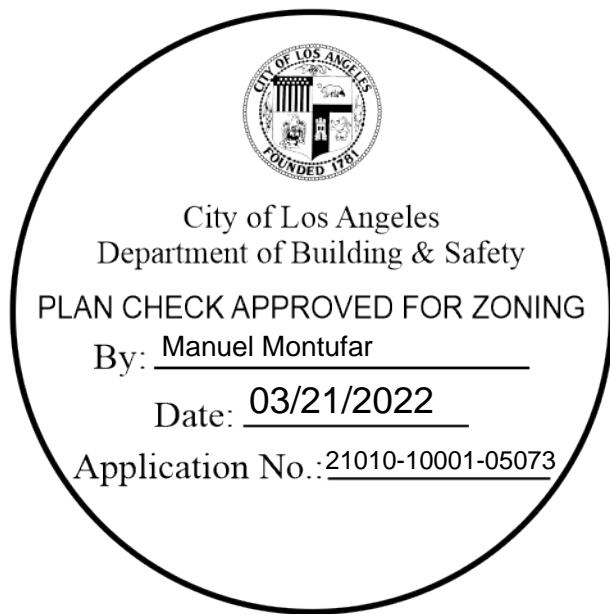 CITY OF LOS ANGELES
FOUNDED 1781
City of Los Angeles
Department of Building & Safety
PLAN CHECK APPROVED FOR ZONING
By: Manuel Montufar
Date: 03/21/2022
Application No.: 21010-10001-05073